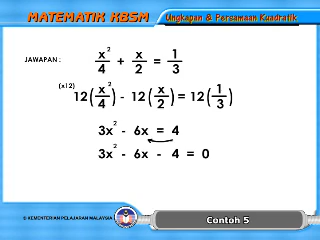 MATEMATIK KBSM
Ungkapan & Persamaan Kuadratik
JAWAPAN :
x²/4 + x/2 = 1/3
(x12)
12(x²/4) - 12(x/2) = 12(1/3)
3x² - 6x = 4
3x² - 6x - 4 = 0
© KEMENTERIAN PELAJARAN MALAYSIA
Contoh 5